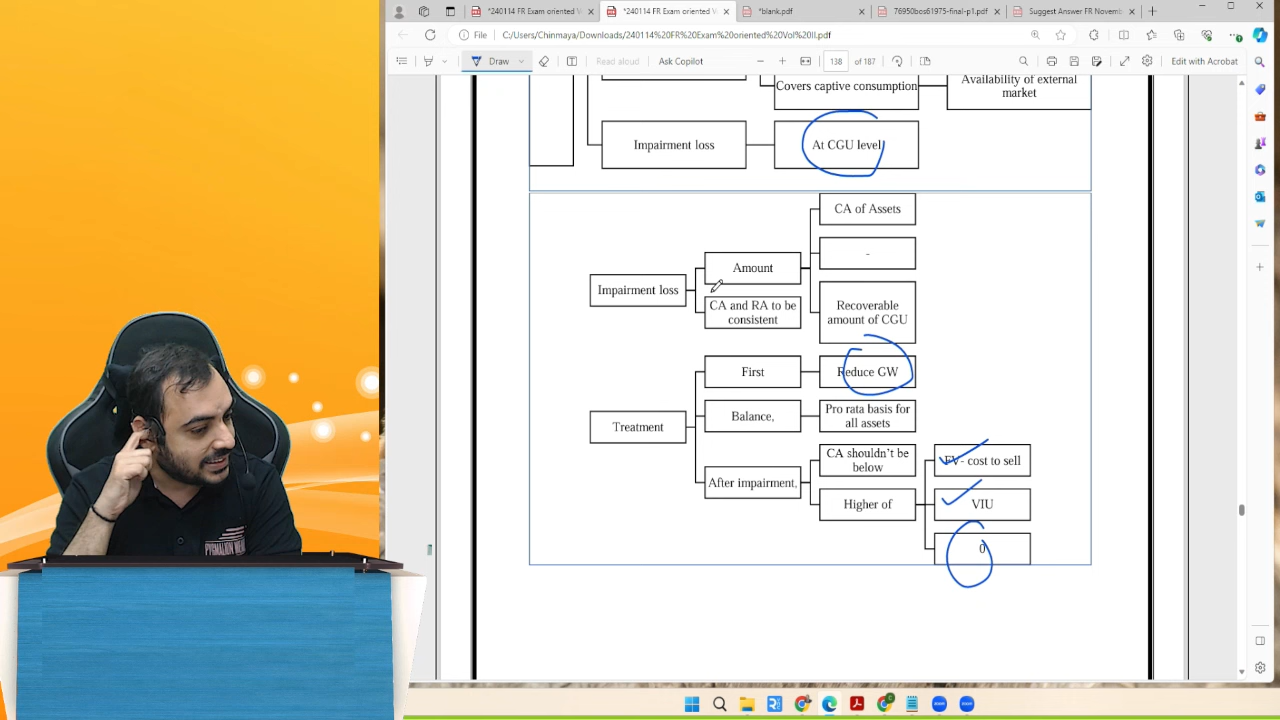 *240114 FR Exam oriented V
*240114 FR Exam oriented V
*blank.pdf
76950bos61975-final-p1.pdf
Suggest Answer FR Novem
File
C:/Users/Chinmaya/Downloads/240114%20FR%20Exam%20oriented%20Vol%20II.pdf
Draw
Read aloud
Ask Copilot
138 of 187
Edit with Acrobat
Covers captive consumption
Availability of external
market
Impairment loss
At CGU level
CA of Assets
-
Amount
Impairment loss
CA and RA to be
consistent
Recoverable
amount of CGU
First
Reduce GW
Treatment
Balance,
Pro rata basis for
all assets
After impairment,
CA shouldn't be
below
Higher of
FV- cost to sell
VIU
0